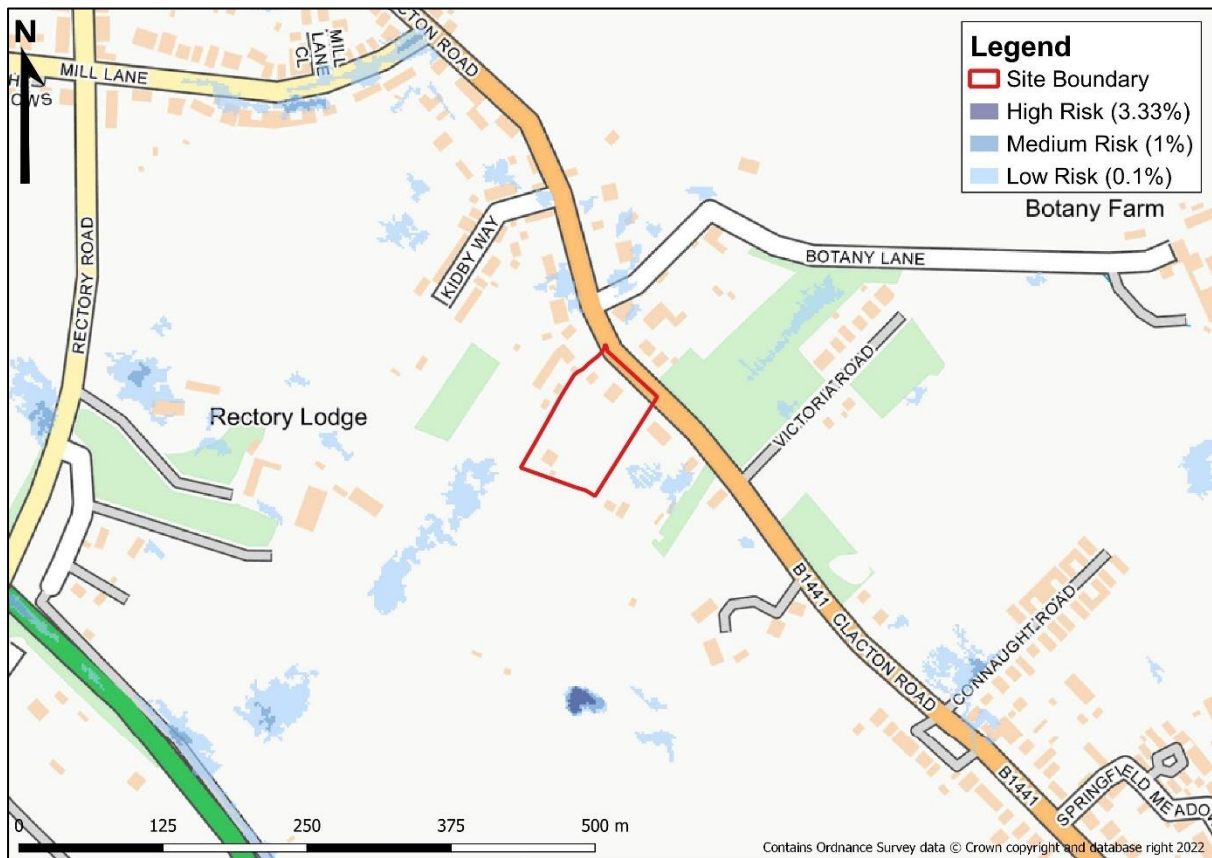 N
CTON ROAD
MILL
LANE
CL
MILL LANE
OWS
Legend
Site Boundary
High Risk (3.33%)
Medium Risk (1%)
Low Risk (0.1%)
Botany Farm
RECTORY ROAD
KIDBY WAY
BOTANY LANE
VICTORIA ROAD
Rectory Lodge
B1441
CLACTON ROAD
CONNAUGHT ROAD
B1441
SPRINGFIELD MEADOW
0
125
250
375
500 m
Contains Ordnance Survey data © Crown copyright and database right 2022